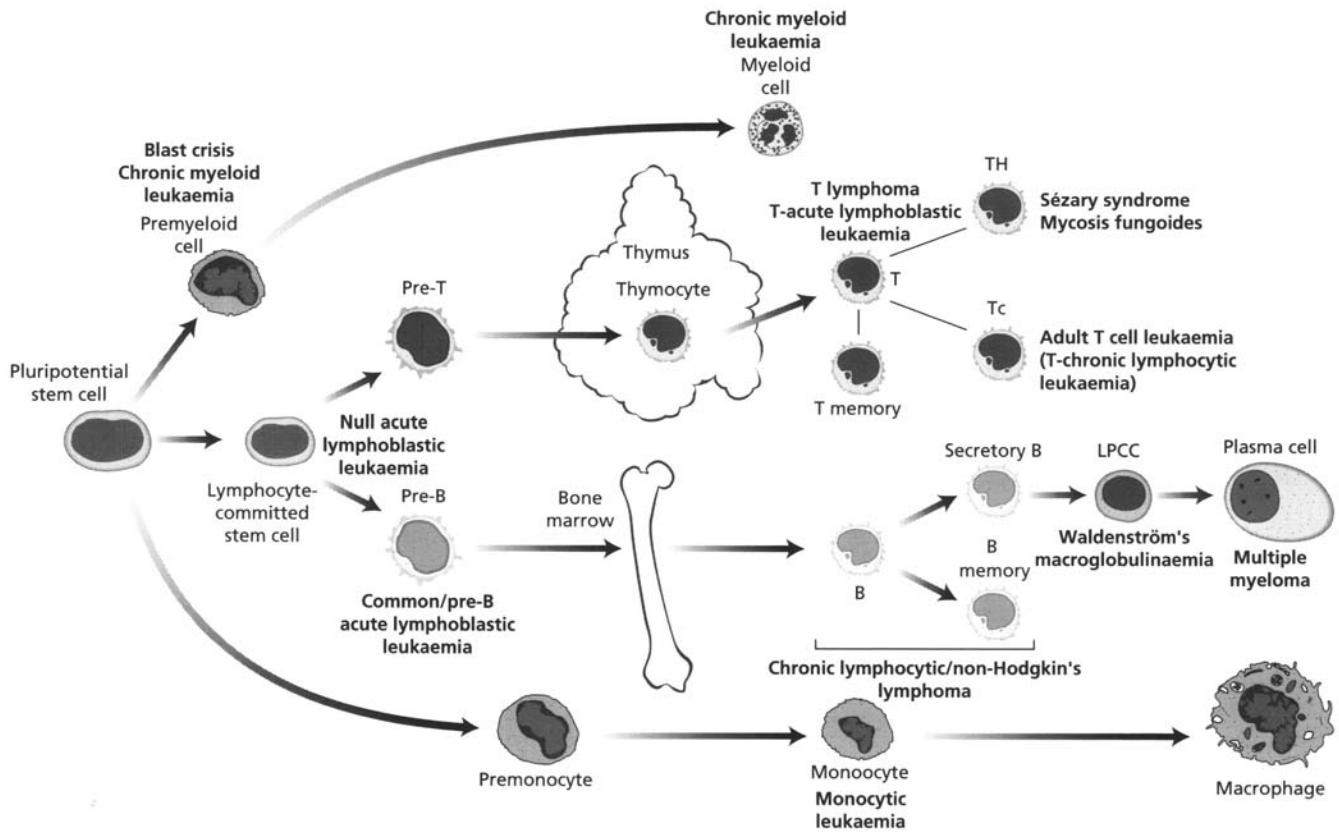 Chronic myeloid
leukaemia
Myeloid
cell
Blast crisis
Chronic myeloid
leukaemia
Premyeloid
cell
TH
T lymphoma
T-acute lymphoblastic
leukaemia
Sézary syndrome
Mycosis fungoides
Thymus
Thymocyte
T
Pre-T
Tc
Adult T cell leukaemia
(T-chronic lymphocytic
leukaemia)
T memory
Pluripotential
stem cell
Null acute
lymphoblastic
leukaemia
Lymphocyte-
committed
stem cell
Pre-B
Bone
marrow
Secretory B
LPCC
Plasma cell
Waldenström's
macroglobulinaemia
Multiple
myeloma
B
memory
B
Common/pre-B
acute lymphoblastic
leukaemia
Chronic lymphocytic/non-Hodgkin's
lymphoma
Premonocyte
Monoocyte
Monocytic
leukaemia
Macrophage